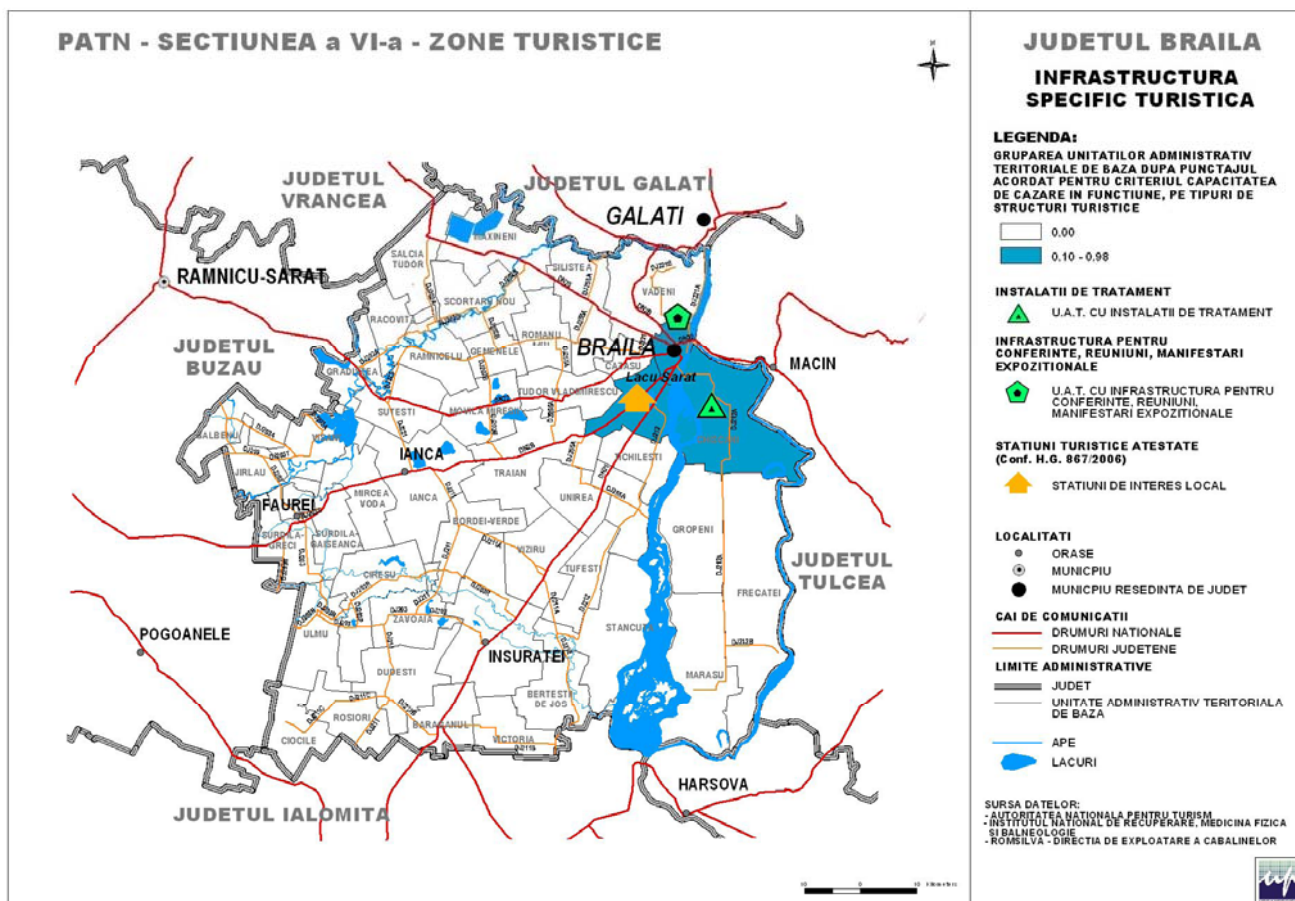 PATN - SECTIUNEA a VI-a - ZONE TURISTICE
JUDETUL BRAILA
INFRASTRUCTURA
SPECIFIC TURISTICA
LEGENDA:
GRUPAREA UNITATILOR ADMINISTRATIV
TERITORIALE DE BAZA DUPA PUNCTAJUL
ACORDAT PENTRU CRITERIUL CAPACITATEA
DE CAZARE IN FUNCTIUNE, PE TIPURI DE
STRUCTURI TURISTICE
0.00
0.10 - 0.98
INSTALATII DE TRATAMENT
U.A.T. CU INSTALATII DE TRATAMENT
INFRASTRUCTURA PENTRU
CONFERINTE, REUNIUNI, MANIFESTARI
EXPOZITIONALE
U.A.T. CU INFRASTRUCTURA PENTRU
CONFERINTE, REUNIUNI,
MANIFESTARI EXPOZITIONALE
STATIUNI TURISTICE ATESTATE
(Conf. H.G. 867/2006)
STATIUNI DE INTERES LOCAL
LOCALITATI
ORASE
MUNICIPIU
MUNICIPIU RESEDINTA DE JUDET
CAI DE COMUNICATII
DRUMURI NATIONALE
DRUMURI JUDETENE
LIMITE ADMINISTRATIVE
JUDET
UNITATE ADMINISTRATIV TERITORIALA
DE BAZA
APE
LACURI
SURSA DATELOR:
- AUTORITATEA NATIONALA PENTRU TURISM
- INSTITUTUL NATIONAL DE RECUPERARE, MEDICINA FIZICA
SI BALNEOLOGIE
- ROMSILVA - DIRECTIA DE EXPLOATARE A CABALINELOR
JUDETUL
VRANCEA
JUDETUL GALATI
GALATI
RAMNICU-SARAT
JUDETUL
BUZAU
MAXINENI
SALCIA
TUDOR
SILISTEA
VADENI
SCORTARU NOU
RACOVITA
ROMANU
GEMENELE
RAMNICELU
BRAILA
MACIN
CAZASU
Lacu Sarat
GRADISTEA
TUDOR VLADIMIRESCU
SUTESTI
MOVILA MIRESII
CHISCANI
GALBENU
VISANI
JIRLAU
IANCA
TRAIAN
TICHILESTI
IANCA
MIRCEA
VODA
UNIREA
FAUREI
SURDILA-
GRECI
SURDILA-
GAISEANCA
BORDEI-VERDE
VIZIRU
GROPENI
TUFESTI
CIRESU
JUDETUL
TULCEA
FRECATEI
ULMU
ZAVOAIA
STANCUTA
POGOANELE
INSURATEI
DUDESTI
MARASU
BERTESTI
DE JOS
ROSIORI
BARAGANUL
CIOCILE
VICTORIA
HARSOVA
JUDETUL IALOMITA